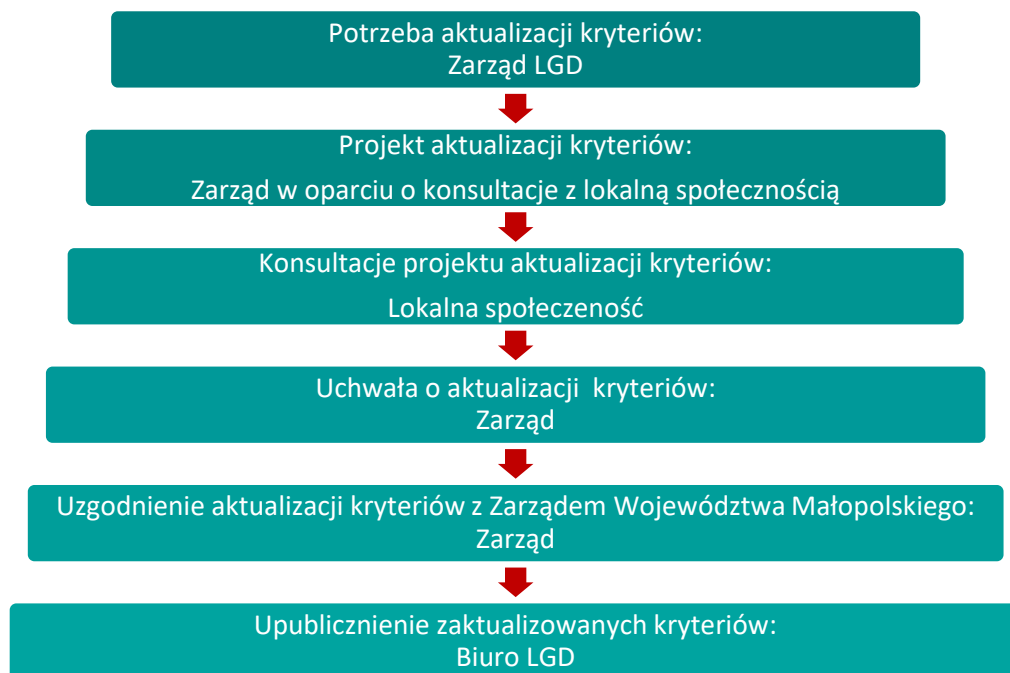 Potrzeba aktualizacji kryteriów:
Zarząd LGD
Projekt aktualizacji kryteriów:
Zarząd w oparciu o konsultacje z lokalną społecznością
Konsultacje projektu aktualizacji kryteriów:
Lokalna społeczeność
Uchwała o aktualizacji kryteriów:
Zarząd
Uzgodnienie aktualizacji kryteriów z Zarządem Województwa Małopolskiego:
Zarząd
Upublicznienie zaktualizowanych kryteriów:
Biuro LGD